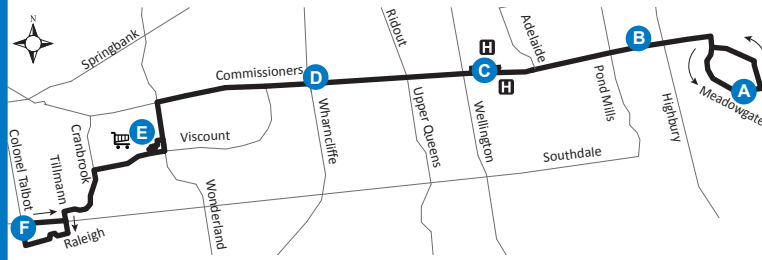 N
Springbank
Ridout
Adelaide
H
B
Commissioners
D
C
H
A
Meadowgate
Pond Mills
Highbury
Wharncliffe
Upper Queens
Wellington
E
Viscount
Southdale
Colonel Talbot
Tillmann
Cranbrook
Wonderland
F
Raleigh